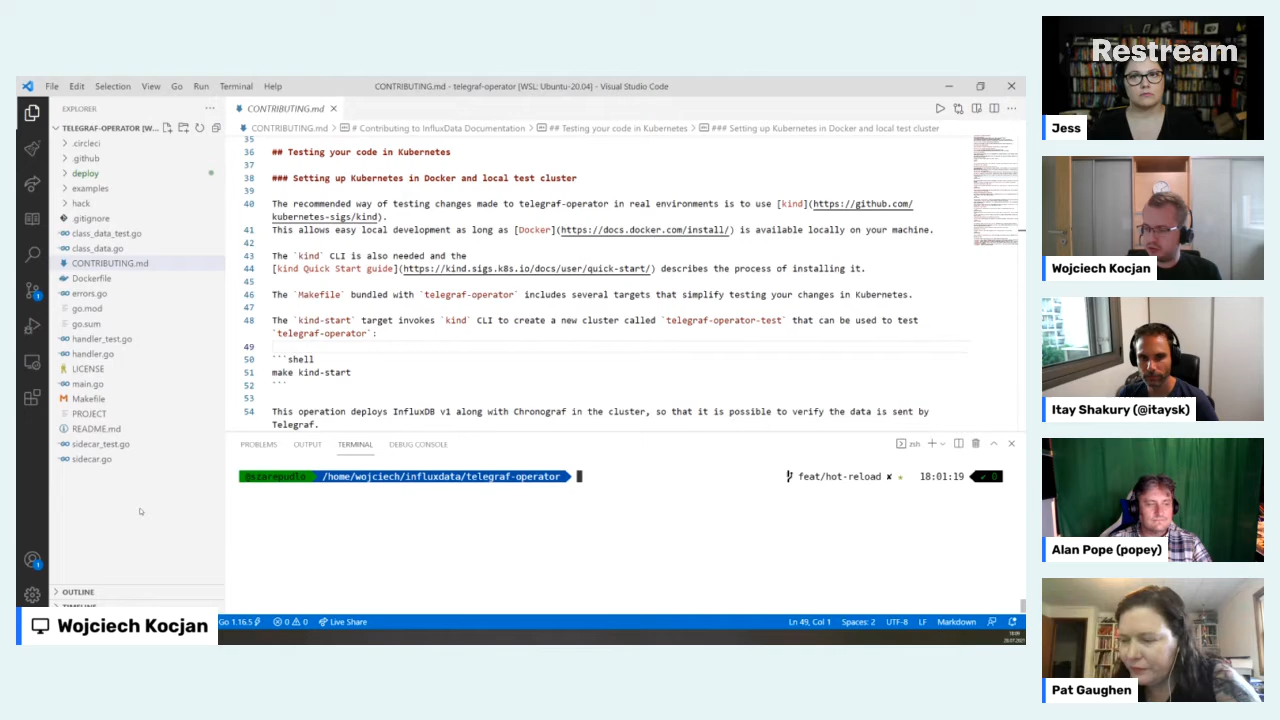 File Edit Selection View Go Run Terminal Help
CONTRIBUTING.md - telegraf-operator [WSL: Ubuntu-20.04] - Visual Studio Code
EXPLORER
TELEGRAF-OPERATOR [W...
.circleci
.github
deploy
examples
hack
.gitignore
class_data_test.go
class_data.go
CONTRIBUTING.md
Dockerfile
errors.go
go.mod
go.sum
handler_test.go
handler.go
LICENSE
main.go
Makefile
PROJECT
README.md
sidecar_test.go
sidecar.go
OUTLINE
CONTRIBUTING.md
CONTRIBUTING.md > Contributing to InfluxData Documentation > ## Testing your code in Kubernetes > ### Setting up Kubernetes in Docker and local test cluster
35
36 ing your code in Kubernetes
37
38 ing up Kubernetes in Docker and local test cluster
39
40 ommended way of testing changes made to telegraf-operator in real environments is to use [kind](https://github.com/
kubernetes-sigs/kind).
41 lows easy local development as long as [Docker](https://docs.docker.com/install/) is available locally on your machine.
42
43 CLI is also needed and the
44 [kind Quick Start guide](https://kind.sigs.k8s.io/docs/user/quick-start/) describes the process of installing it.
45
46 The `Makefile` bundled with `telegraf-operator` includes several targets that simplify testing your changes in Kubernetes.
47
48 The `kind-start` target invokes `kind` CLI to create a new cluster called `telegraf-operator-test` that can be used to test
`telegraf-operator`:
49
50 ```shell
51 make kind-start
52 ```
53
54 This operation deploys InfluxDB v1 along with Chronograf in the cluster, so that it is possible to verify the data is sent by
Telegraf.
PROBLEMS OUTPUT TERMINAL DEBUG CONSOLE
zsh
@szarepudlo /home/wojciech/influxdata/telegraf-operator
feat/hot-reload ✘ ★ 18:01:19 ✔ 0
Go 1.16.5 0 0 Live Share
Ln 49, Col 1 Spaces: 2 UTF-8 LF Markdown
Wojciech Kocjan
Restream
Jess
Wojciech Kocjan
Itay Shakury (@itaysk)
Alan Pope (popey)
Pat Gaughen